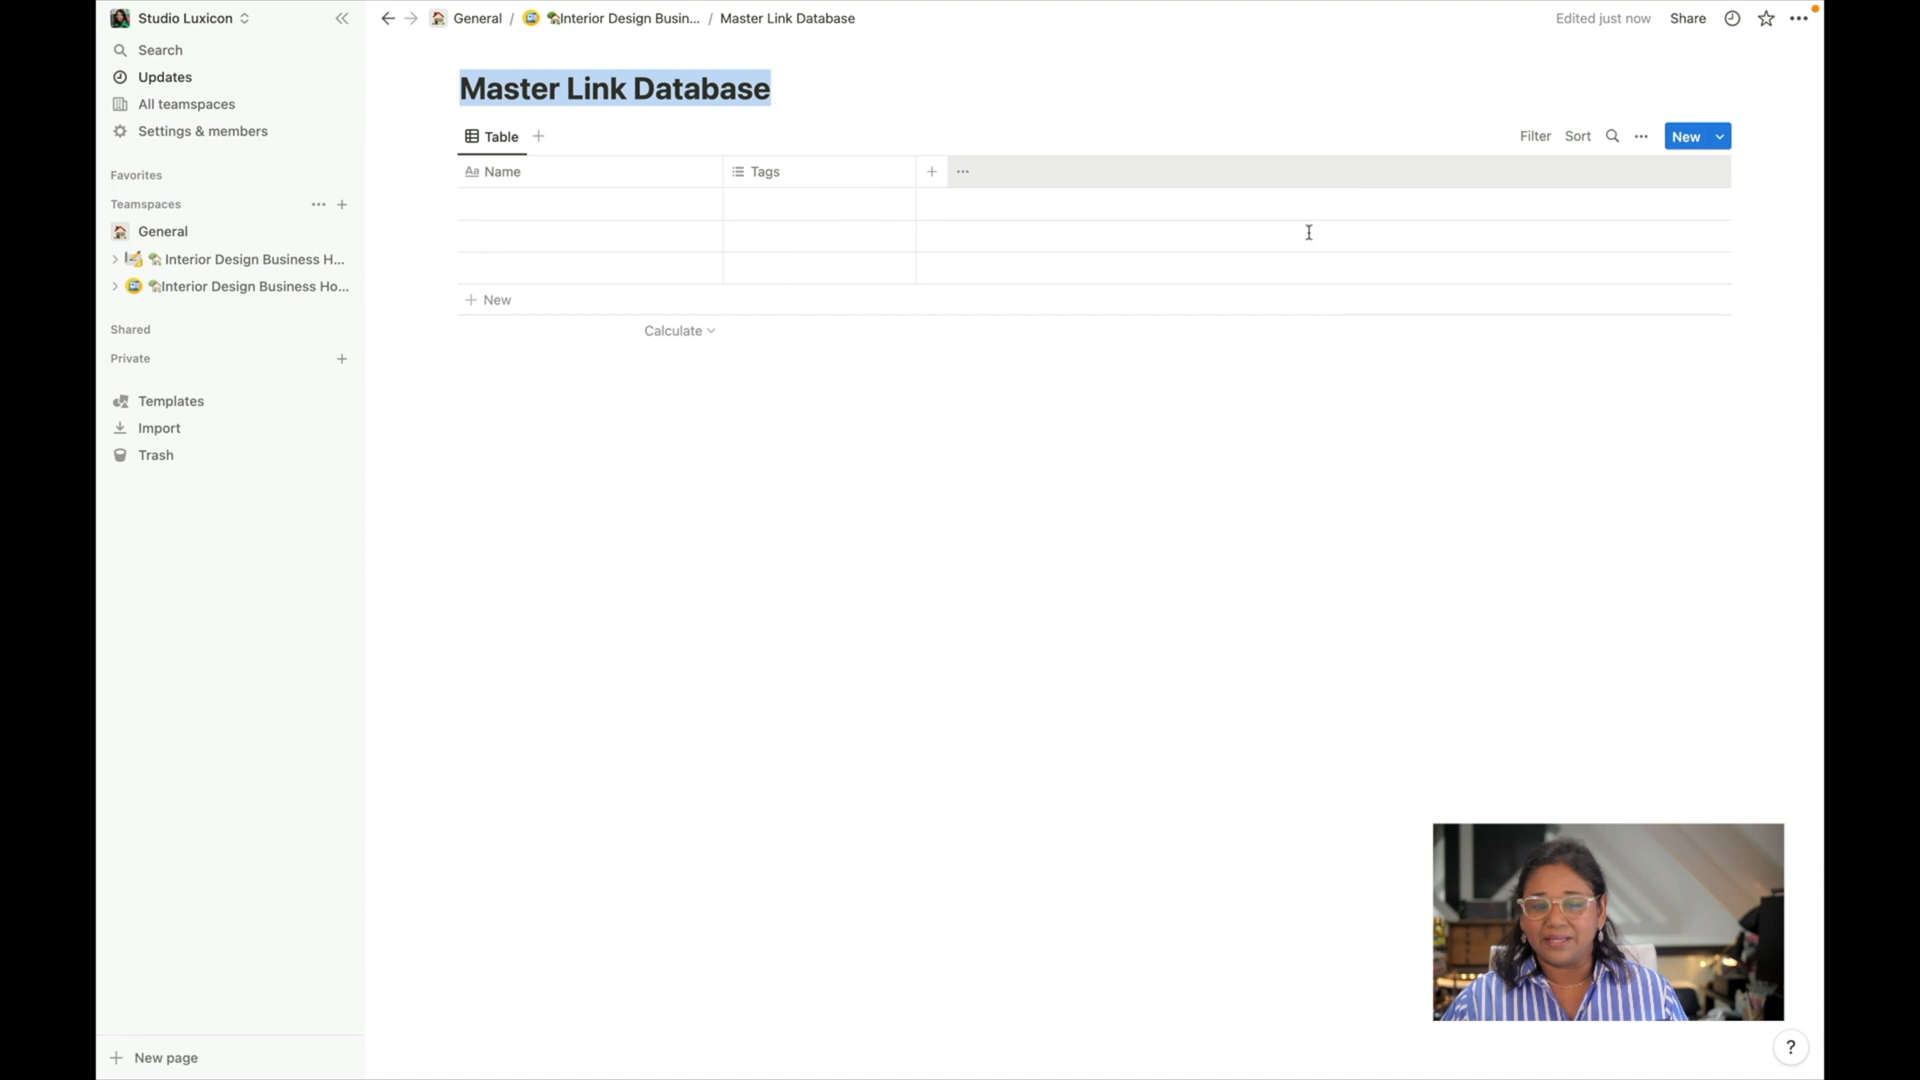 Studio Luxicon
Search
Updates
All teamspaces
Settings & members
Favorites
Teamspaces
General
Interior Design Business H...
Interior Design Business Ho...
Shared
Private
Templates
Import
Trash
New page
General / Interior Design Busin... / Master Link Database
Edited just now Share
Master Link Database
Table
Filter Sort New
Aa Name Tags
New
Calculate
?